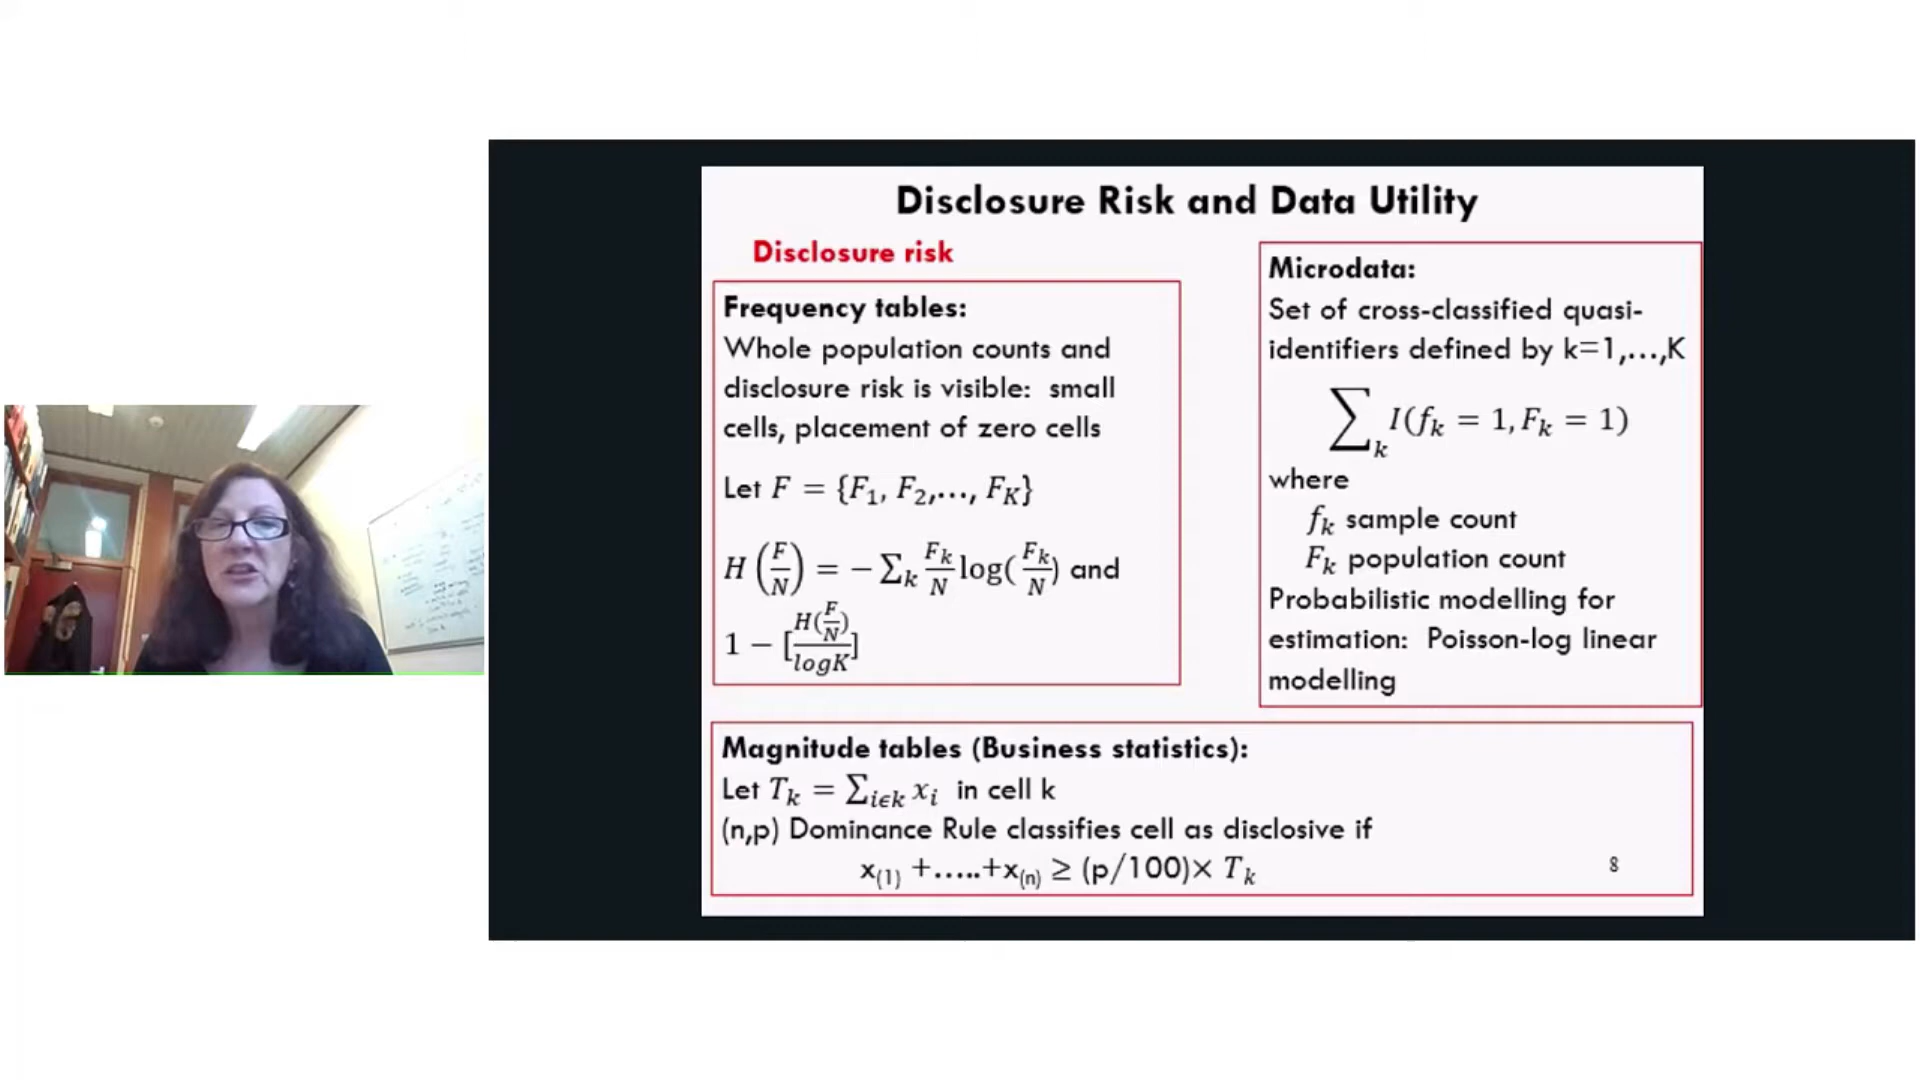 Disclosure Risk and Data Utility
Disclosure risk
Frequency tables:
Whole population counts and
disclosure risk is visible: small
cells, placement of zero cells
Let F = {F₁, F₂,..., F_K}
H (F/N) = − ∑ₖ Fₖ/N log(Fₖ/N) and
1 − [H(F/N)/logK]
Microdata:
Set of cross-classified quasi-
identifiers defined by k=1,...,K
∑ₖ I(fₖ = 1, Fₖ = 1)
where
fₖ sample count
Fₖ population count
Probabilistic modelling for
estimation: Poisson-log linear
modelling
Magnitude tables (Business statistics):
Let Tₖ = ∑_{iϵk} xᵢ in cell k
(n,p) Dominance Rule classifies cell as disclosive if
x₍₁₎ +.....+x₍ₙ₎ ≥ (p/100)× Tₖ
8